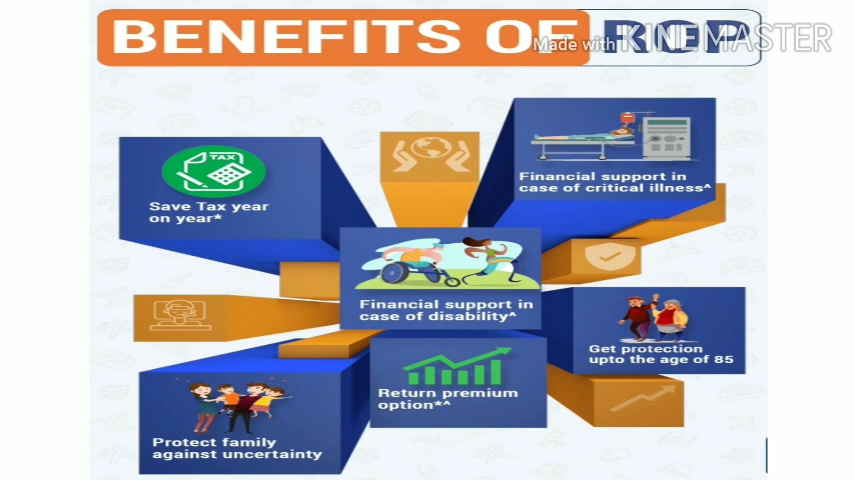 BENEFITS OF ROP
Made with KINEMASTER
TAX
Save Tax year
on year*
Financial support in
case of critical illness^
Financial support in
case of disability^
Get protection
upto the age of 85
Return premium
option*^
Protect family
against uncertainty